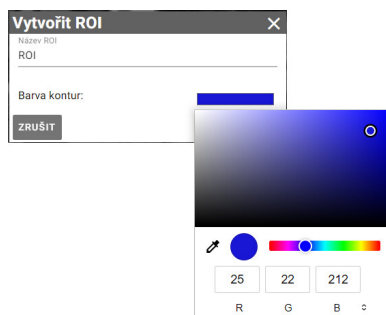 Vytvořit ROI
Název ROI
ROI
Barva kontur:
ZRUŠIT
25 22 212
R G B